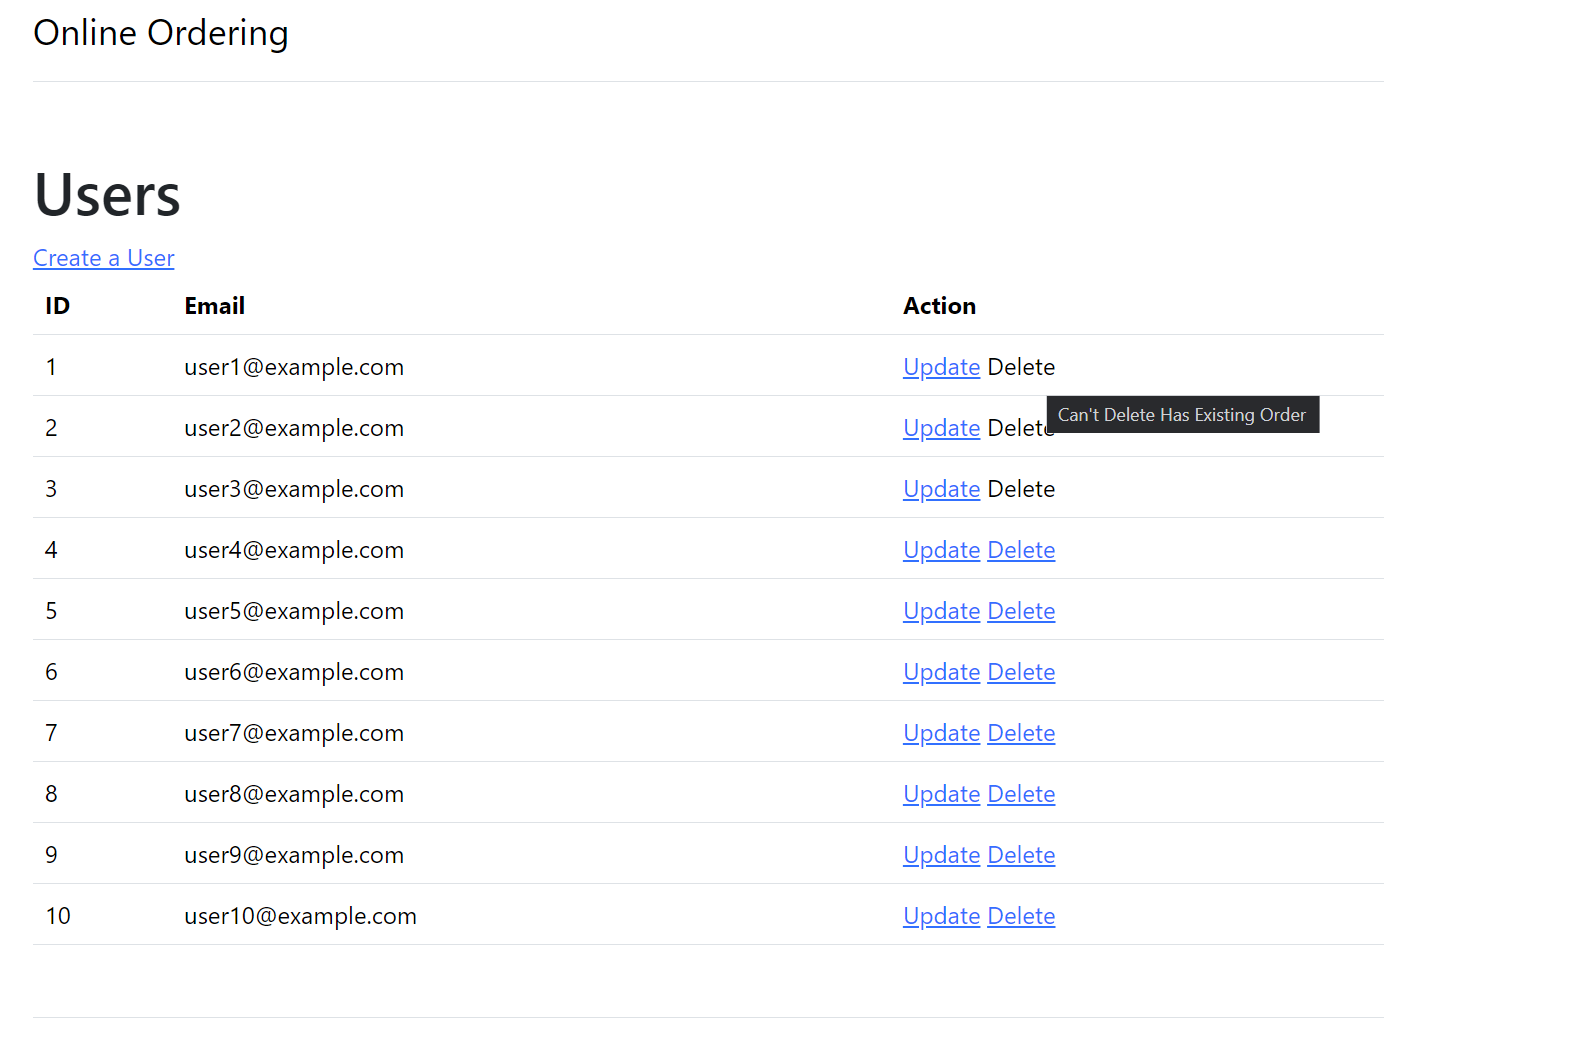 Online Ordering
Users
Create a User
ID Email Action
1 user1@example.com Update Delete
Can't Delete Has Existing Order
2 user2@example.com Update Delete
3 user3@example.com Update Delete
4 user4@example.com Update Delete
5 user5@example.com Update Delete
6 user6@example.com Update Delete
7 user7@example.com Update Delete
8 user8@example.com Update Delete
9 user9@example.com Update Delete
10 user10@example.com Update Delete